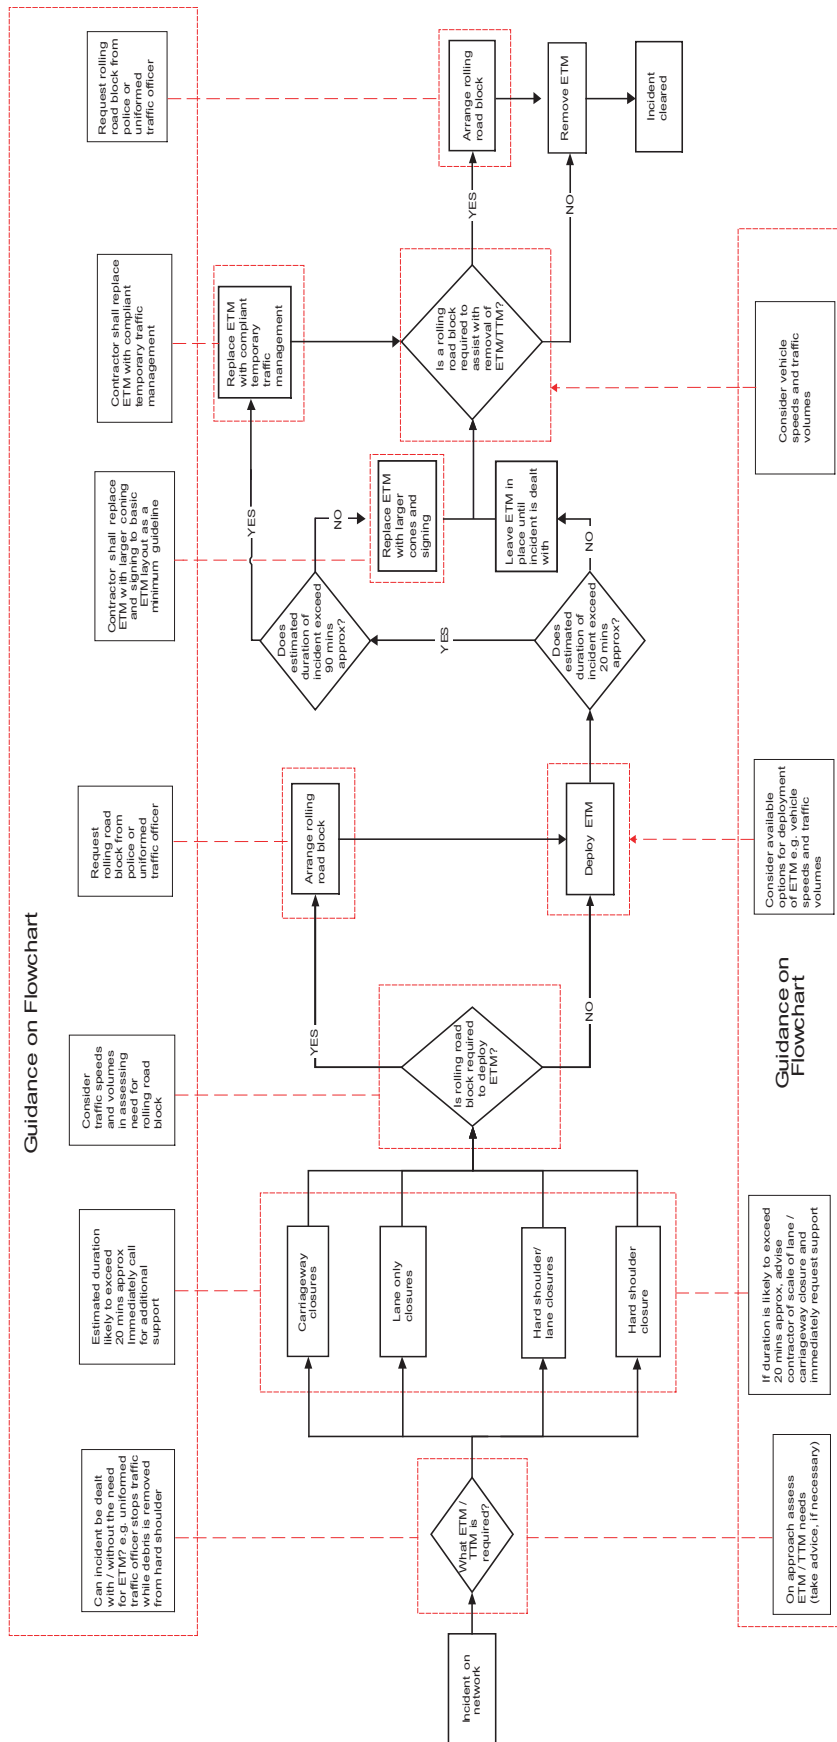 Guidance on Flowchart
Can incident be dealt
with / without the need
for ETM? e.g. uniformed
traffic officer stops traffic
while debris is removed
from hard shoulder
Estimated duration
likely to exceed
20 mins approx
Immediately call
for additional
support
Consider
traffic speeds
and volumes
in assessing
need for
rolling road
block
Request
rolling road
block from
police or
uniformed
traffic officer
Contractor shall replace
ETM with larger coning
and signing to basic
ETM layout as a
minimum guideline
Contractor shall replace
ETM with compliant
temporary traffic
management
Request rolling
road block from
police or
uniformed
traffic officer
Incident on
network
What ETM /
TTM is
required?
Carriageway
closures
Lane only
closures
Hard shoulder/
lane closures
Hard shoulder
closure
Is rolling road
block required
to deploy
ETM?
YES
NO
Arrange rolling
road block
Deploy ETM
Does
estimated
duration of
incident exceed
20 mins
approx?
YES
NO
Does
estimated
duration of
incident exceed
90 mins
approx?
YES
NO
Replace ETM
with compliant
temporary
traffic
management
Replace ETM
with larger
cones and
signing
Leave ETM in
place until
incident is dealt
with
Is a rolling
road block
required to
assist with
removal of
ETM/TTM?
YES
NO
Arrange rolling
road block
Remove ETM
Incident
cleared
On approach assess
ETM / TTM needs
(take advice, if necessary)
If duration is likely to exceed
20 mins approx, advise
contractor of scale of lane /
carriageway closure and
immediately request support
Guidance on
Flowchart
Consider available
options for deployment
of ETM e.g. vehicle
speeds and traffic
volumes
Consider vehicle
speeds and traffic
volumes